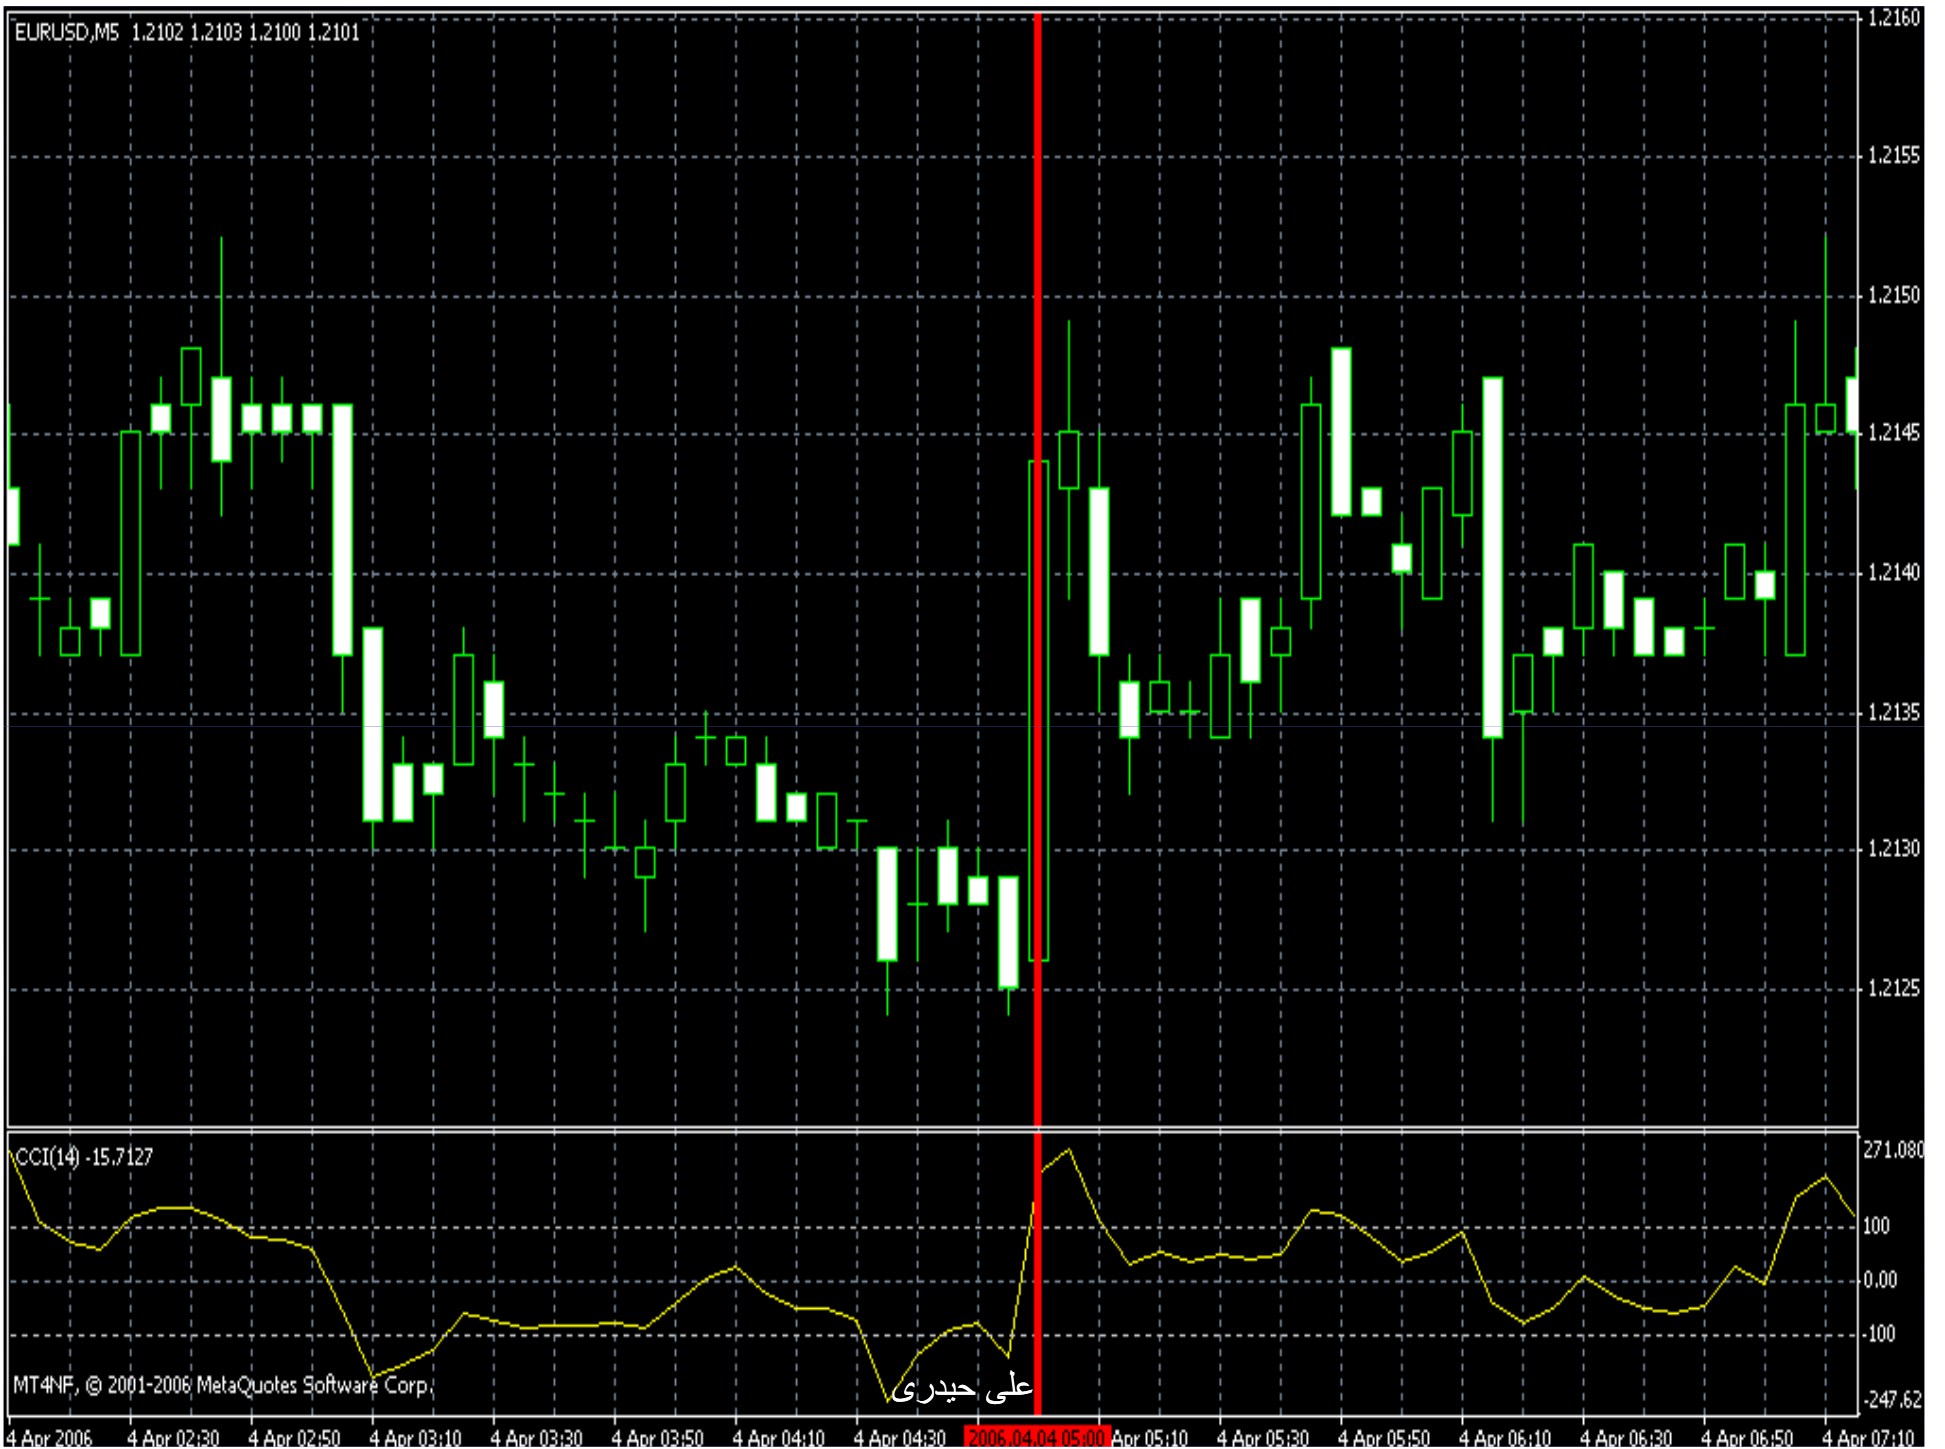 EURUSD,M5 1.2102 1.2103 1.2100 1.2101
1.2160
1.2155
1.2150
1.2145
1.2140
1.2135
1.2130
1.2125
CCI(14) -15.7127
271.080
100
0.00
-100
-247.62
MT4NF, © 2001-2006 MetaQuotes Software Corp.
علی حیدری
4 Apr 2006 4 Apr 02:30 4 Apr 02:50 4 Apr 03:10 4 Apr 03:30 4 Apr 03:50 4 Apr 04:10 4 Apr 04:30 2006.04.04 05:00 Apr 05:10 4 Apr 05:30 4 Apr 05:50 4 Apr 06:10 4 Apr 06:30 4 Apr 06:50 4 Apr 07:10